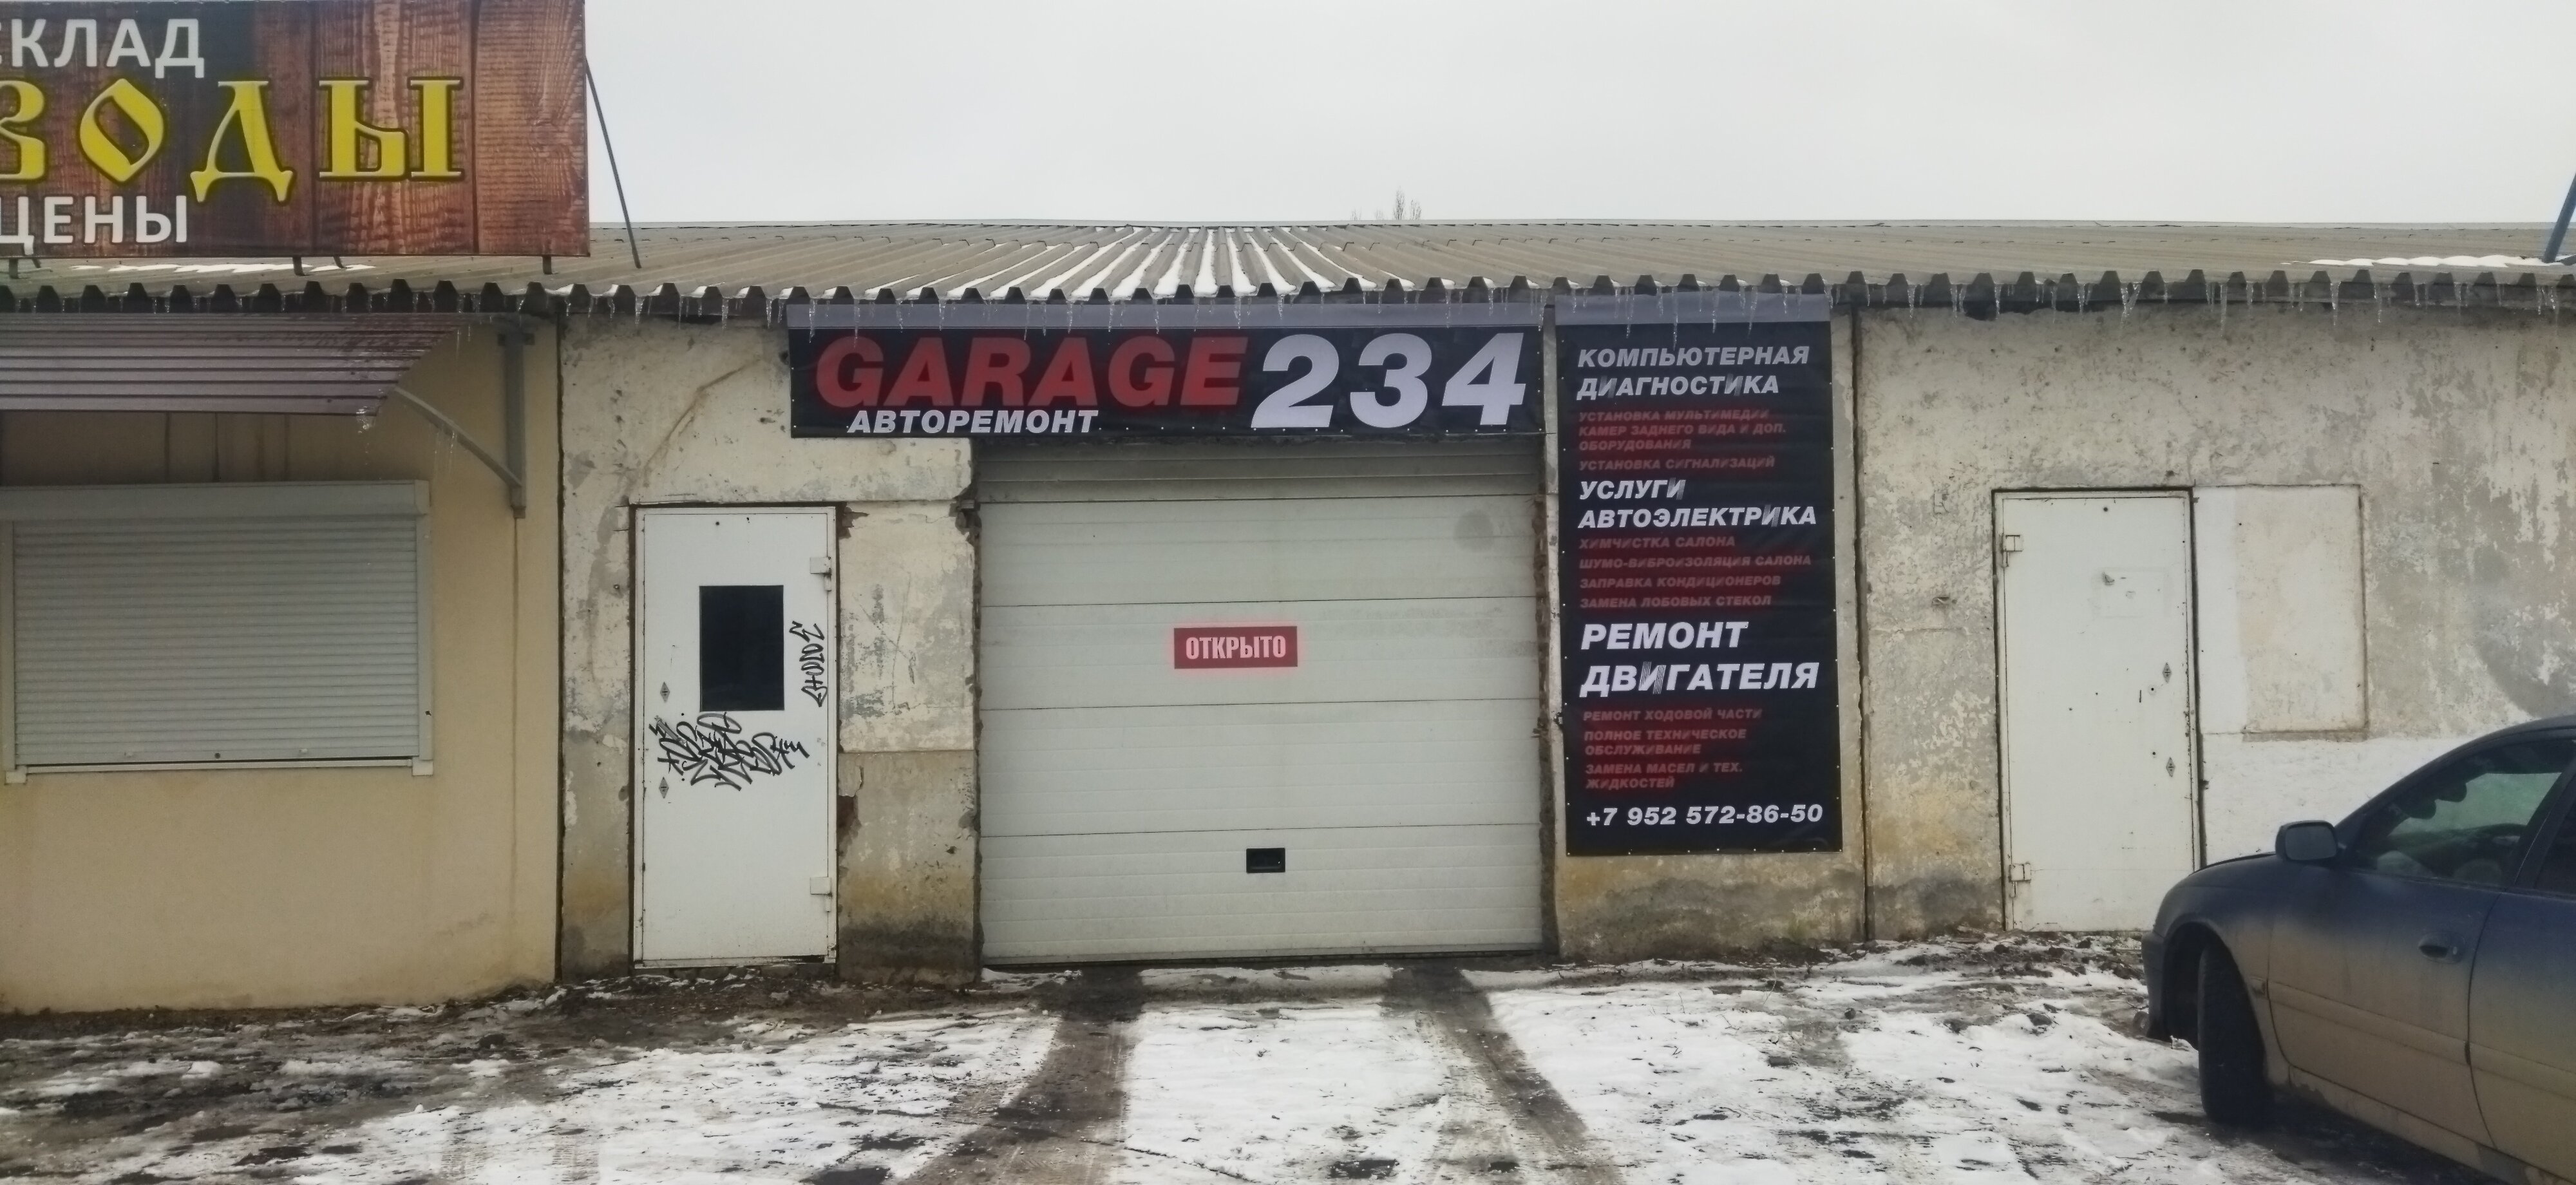 СКЛАД
ВОДЫ
ЦЕНЫ
GARAGE 234
АВТОРЕМОНТ
ОТКРЫТО
КОМПЬЮТЕРНАЯ
ДИАГНОСТИКА
УСТАНОВКА МУЛЬТИМЕДИИ
КАМЕР ЗАДНЕГО ВИДА И ДОП.
ОБОРУДОВАНИЯ
УСТАНОВКА СИГНАЛИЗАЦИЙ
УСЛУГИ
АВТОЭЛЕКТРИКА
ХИМЧИСТКА САЛОНА
ШУМО-ВИБРОИЗОЛЯЦИЯ САЛОНА
ЗАПРАВКА КОНДИЦИОНЕРОВ
ЗАМЕНА ЛОБОВЫХ СТЕКОЛ
РЕМОНТ
ДВИГАТЕЛЯ
РЕМОНТ ХОДОВОЙ ЧАСТИ
ПОЛНОЕ ТЕХНИЧЕСКОЕ
ОБСЛУЖИВАНИЕ
ЗАМЕНА МАСЕЛ И ТЕХ.
ЖИДКОСТЕЙ
+7 952 572-86-50